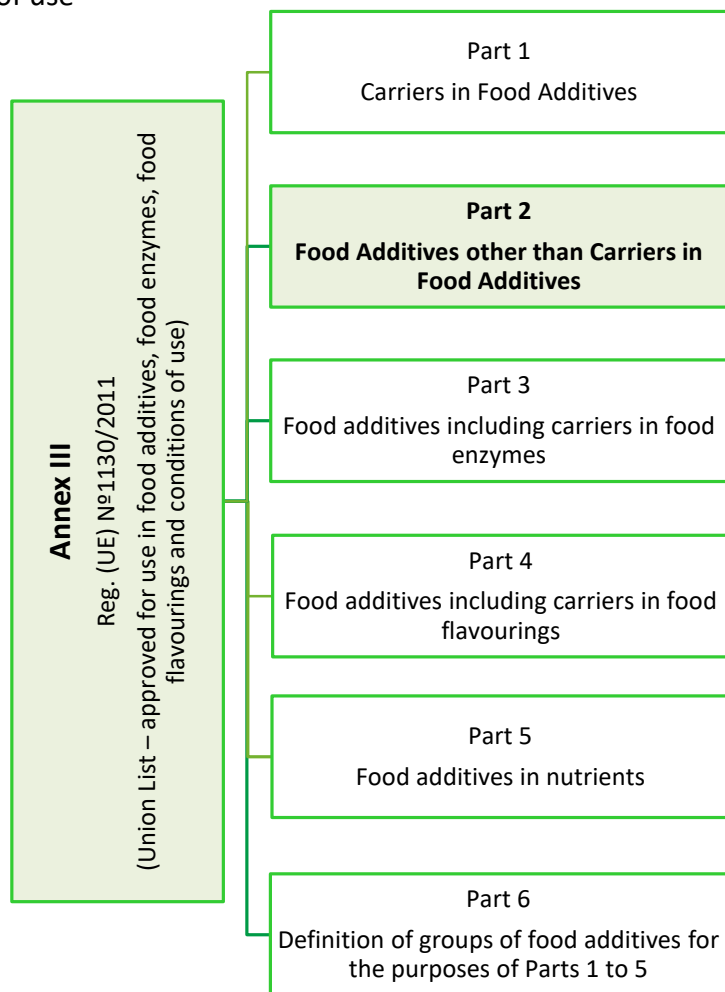 or use
Annex III
Reg. (UE) Nº1130/2011
(Union List – approved for use in food additives, food enzymes, food
flavourings and conditions of use)
Part 1
Carriers in Food Additives
Part 2
Food Additives other than Carriers in
Food Additives
Part 3
Food additives including carriers in food
enzymes
Part 4
Food additives including carriers in food
flavourings
Part 5
Food additives in nutrients
Part 6
Definition of groups of food additives for
the purposes of Parts 1 to 5